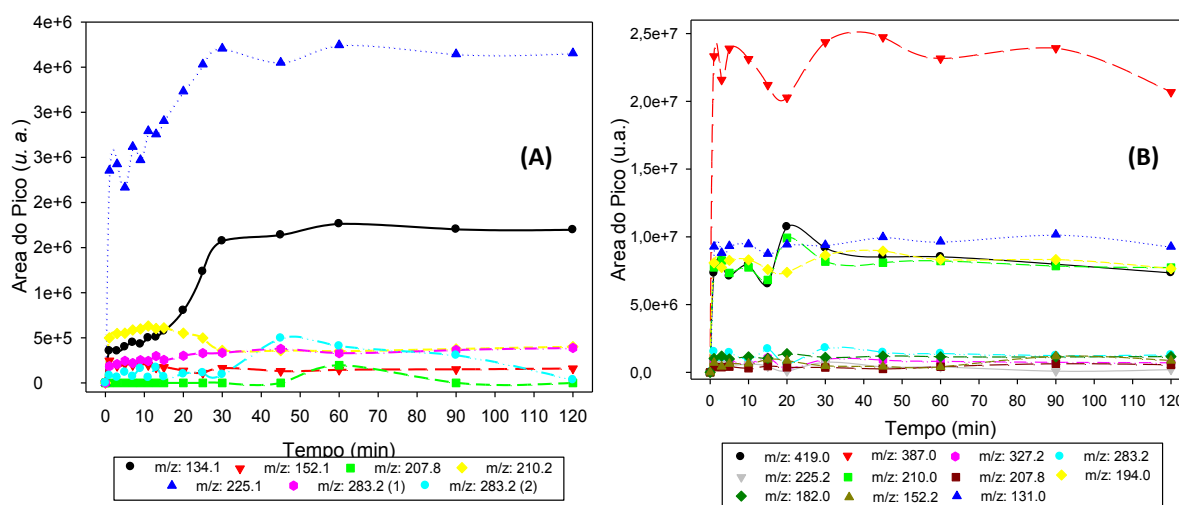 4e+6
4e+6
3e+6
3e+6
2e+6
2e+6
1e+6
5e+5
0
Area do Pico (u. a.)
(A)
0 10 20 30 40 50 60 70 80 90 100 110 120
Tempo (min)
m/z: 134.1 m/z: 152.1 m/z: 207.8 m/z: 210.2
m/z: 225.1 m/z: 283.2 (1) m/z: 283.2 (2)
2,5e+7
2,0e+7
1,5e+7
1,0e+7
5,0e+6
0,0
Area do Pico (u.a.)
(B)
0 10 20 30 40 50 60 70 80 90 100 110 120
Tempo (min)
m/z: 419.0 m/z: 387.0 m/z: 327.2 m/z: 283.2
m/z: 225.2 m/z: 210.0 m/z: 207.8 m/z: 194.0
m/z: 182.0 m/z: 152.2 m/z: 131.0